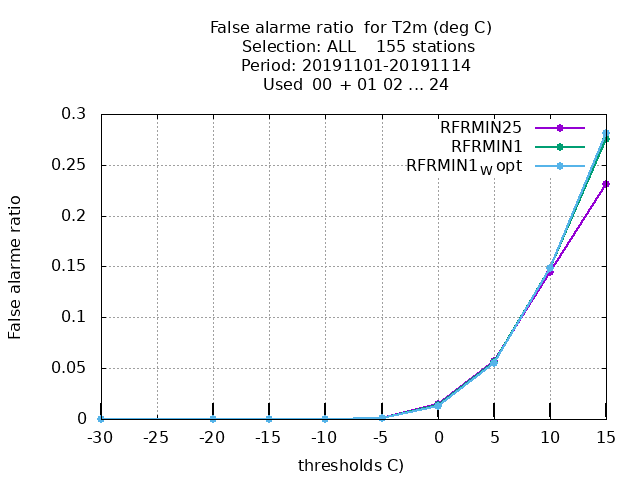 False alarme ratio  for T2m (deg C)
Selection: ALL    155 stations
Period: 20191101-20191114
Used  00 + 01 02 ... 24
RFRMIN25
RFRMIN1
RFRMIN1W opt
0.3
0.25
0.2
0.15
0.1
0.05
0
False alarme ratio
-30 -25 -20 -15 -10 -5 0 5 10 15
thresholds C)